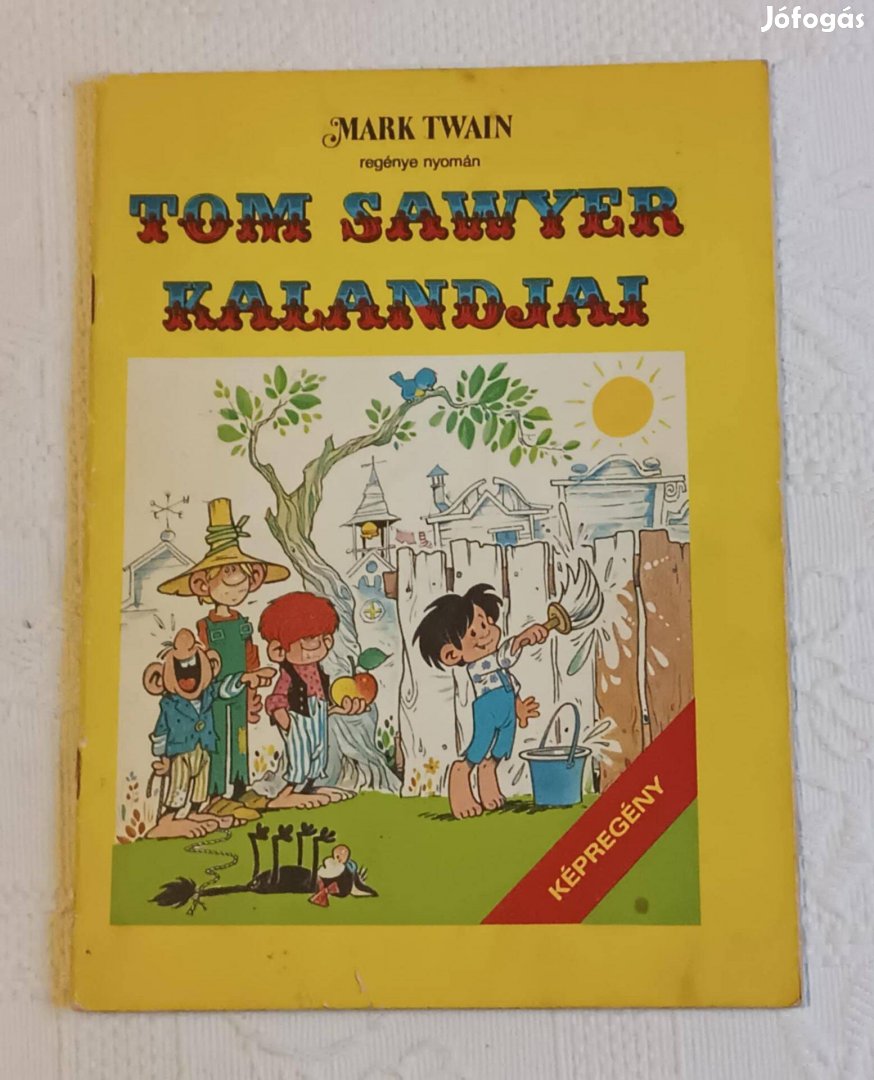 Jófogás
MARK TWAIN
regénye nyomán
TOM SAWYER
KALANDJAI
KÉPREGÉNY